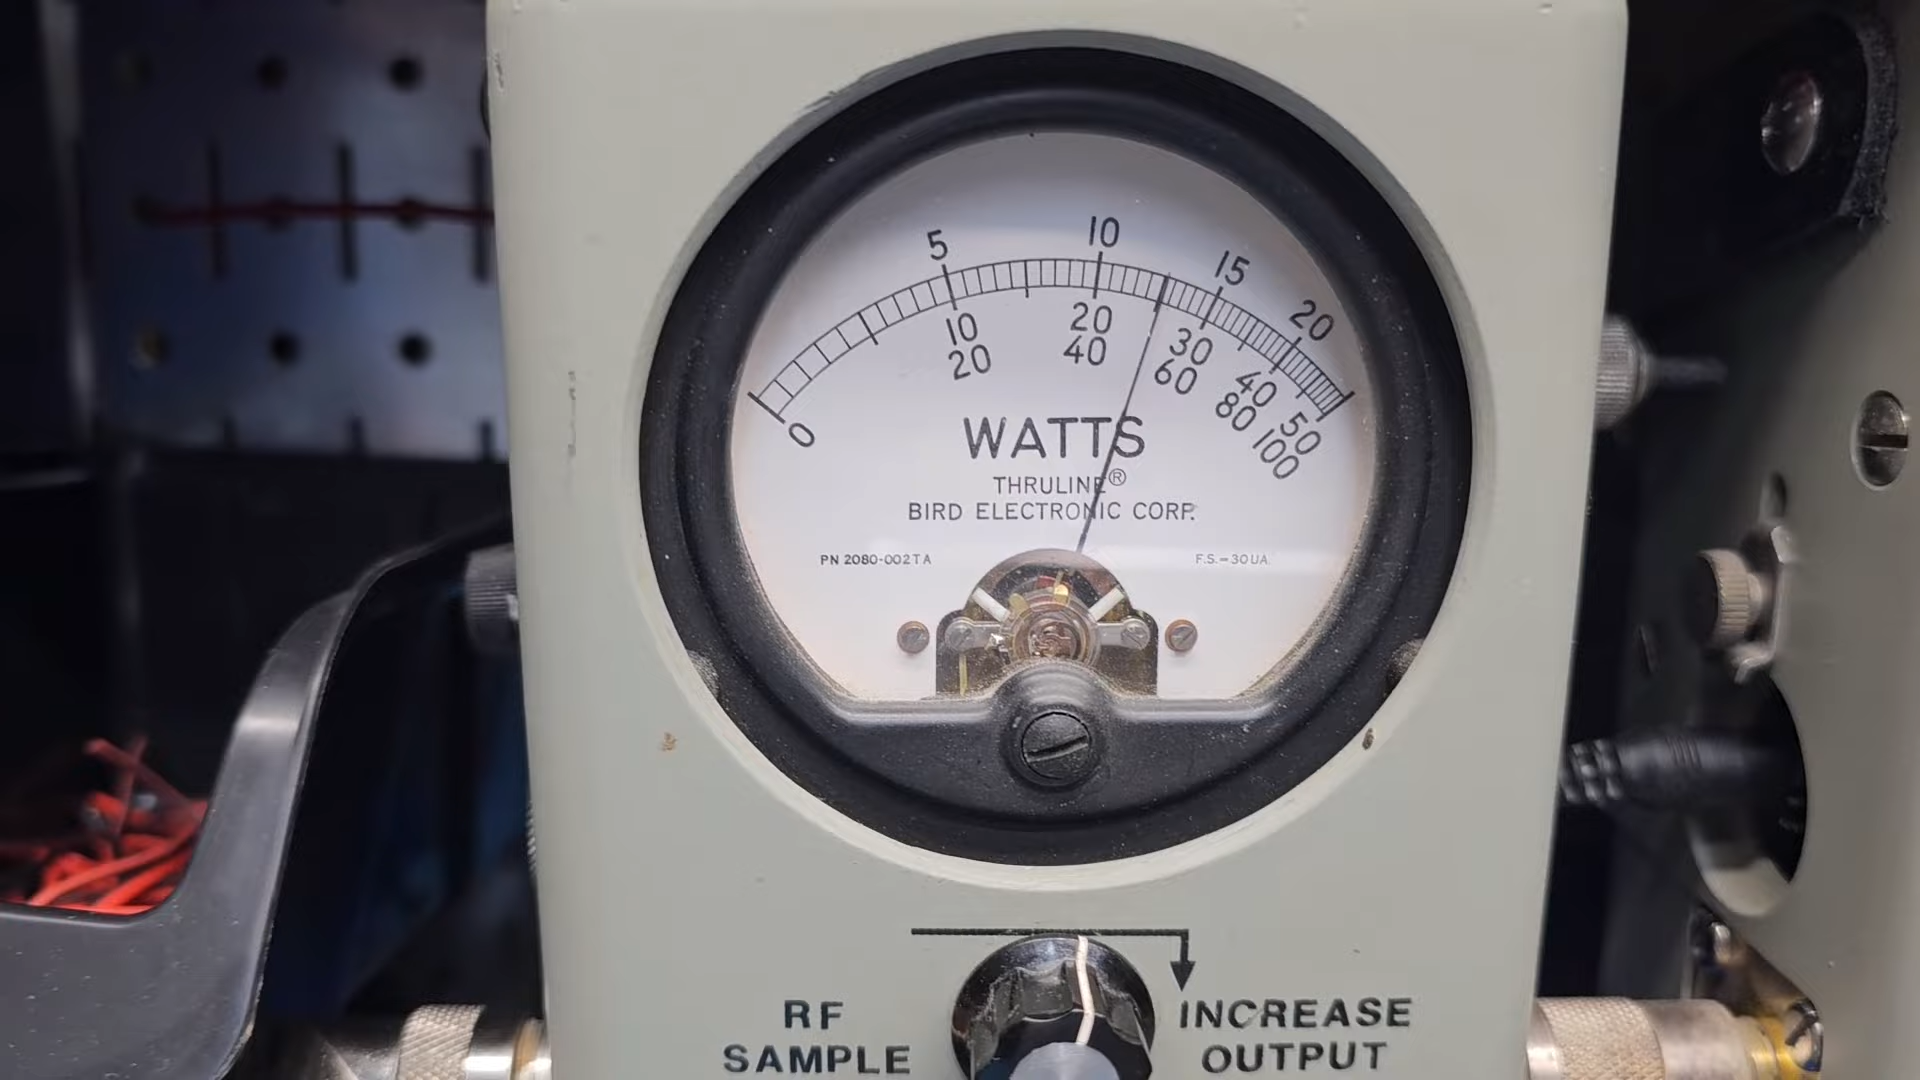 5 10 15 20
0 10 20 30 40 50
20 40 60 80 100
WATTS
THRULINE®
BIRD ELECTRONIC CORP.
PN 2080-002TA
F.S.=30UA.
RF
SAMPLE
INCREASE
OUTPUT